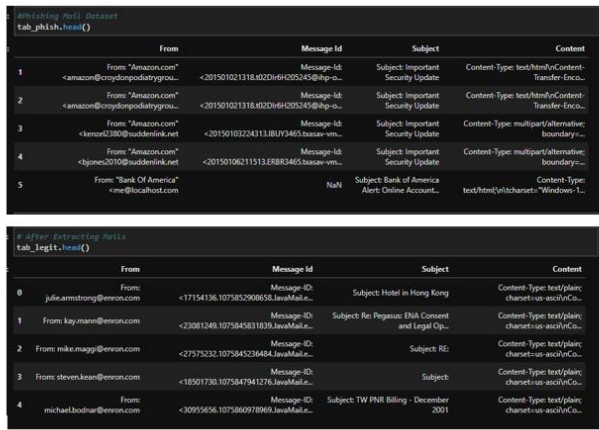 #Phishing Mail Dataset
tab_phish.head()
From Message Id Subject Content
From: "Amazon.com" Message-Id: Subject: Important Content-Type: text/html\nContent-
1 <amazon@croydonpodiatrygrou... <201501021318.t02DIr6H205245@ihp-o... Security Update Transfer-Enco...
From: "Amazon.com" Message-Id: Subject: Important Content-Type: text/html\nContent-
2 <amazon@croydonpodiatrygrou... <201501021318.t02DIr6H205245@ihp-o... Security Update Transfer-Enco...
From: "Amazon.com" Message-Id: Subject: Important Content-Type: multipart/alternative;
3 <kenzel2380@suddenlink.net <20150103224313.IBUY3465.txasav-vm... Security Update boundary=...
From: "Amazon.com" Message-Id: Subject: Important Content-Type: multipart/alternative;
4 <bjones2010@suddenlink.net <20150106211513.ERBR3465.txasav-vm... Security Update boundary=...
From: "Bank Of America" Subject: Bank of America Content-Type:
5 <me@localhost.com NaN Alert: Online Account... text/html;\n\tcharset="Windows-1...
# After Extracting Mails
tab_legit.head()
From Message Id Subject Content
From: Message-ID: Content-Type: text/plain;
0 julie.armstrong@enron.com <17154136.1075852908658.JavaMail.e... Subject: Hotel in Hong Kong charset=us-ascii\nCo...
Message-ID: Subject: Re: Pegasus: ENA Consent Content-Type: text/plain;
1 From: kay.mann@enron.com <23081249.1075845831839.JavaMail.e... and Legal Op... charset=us-ascii\nCo...
Message-ID: Content-Type: text/plain;
2 From: mike.maggi@enron.com <27575232.1075845236484.JavaMail.e... Subject: RE: charset=us-ascii\nCo...
Message-ID: Content-Type: text/plain;
3 From: steven.kean@enron.com <18501730.1075847941276.JavaMail.e... Subject: charset=us-ascii\nCo...
From: Message-ID: Subject: TW PNR Billing - December Content-Type: text/plain;
4 michael.bodnar@enron.com <30955656.1075860978969.JavaMail.e... 2001 charset=us-ascii\nCo...